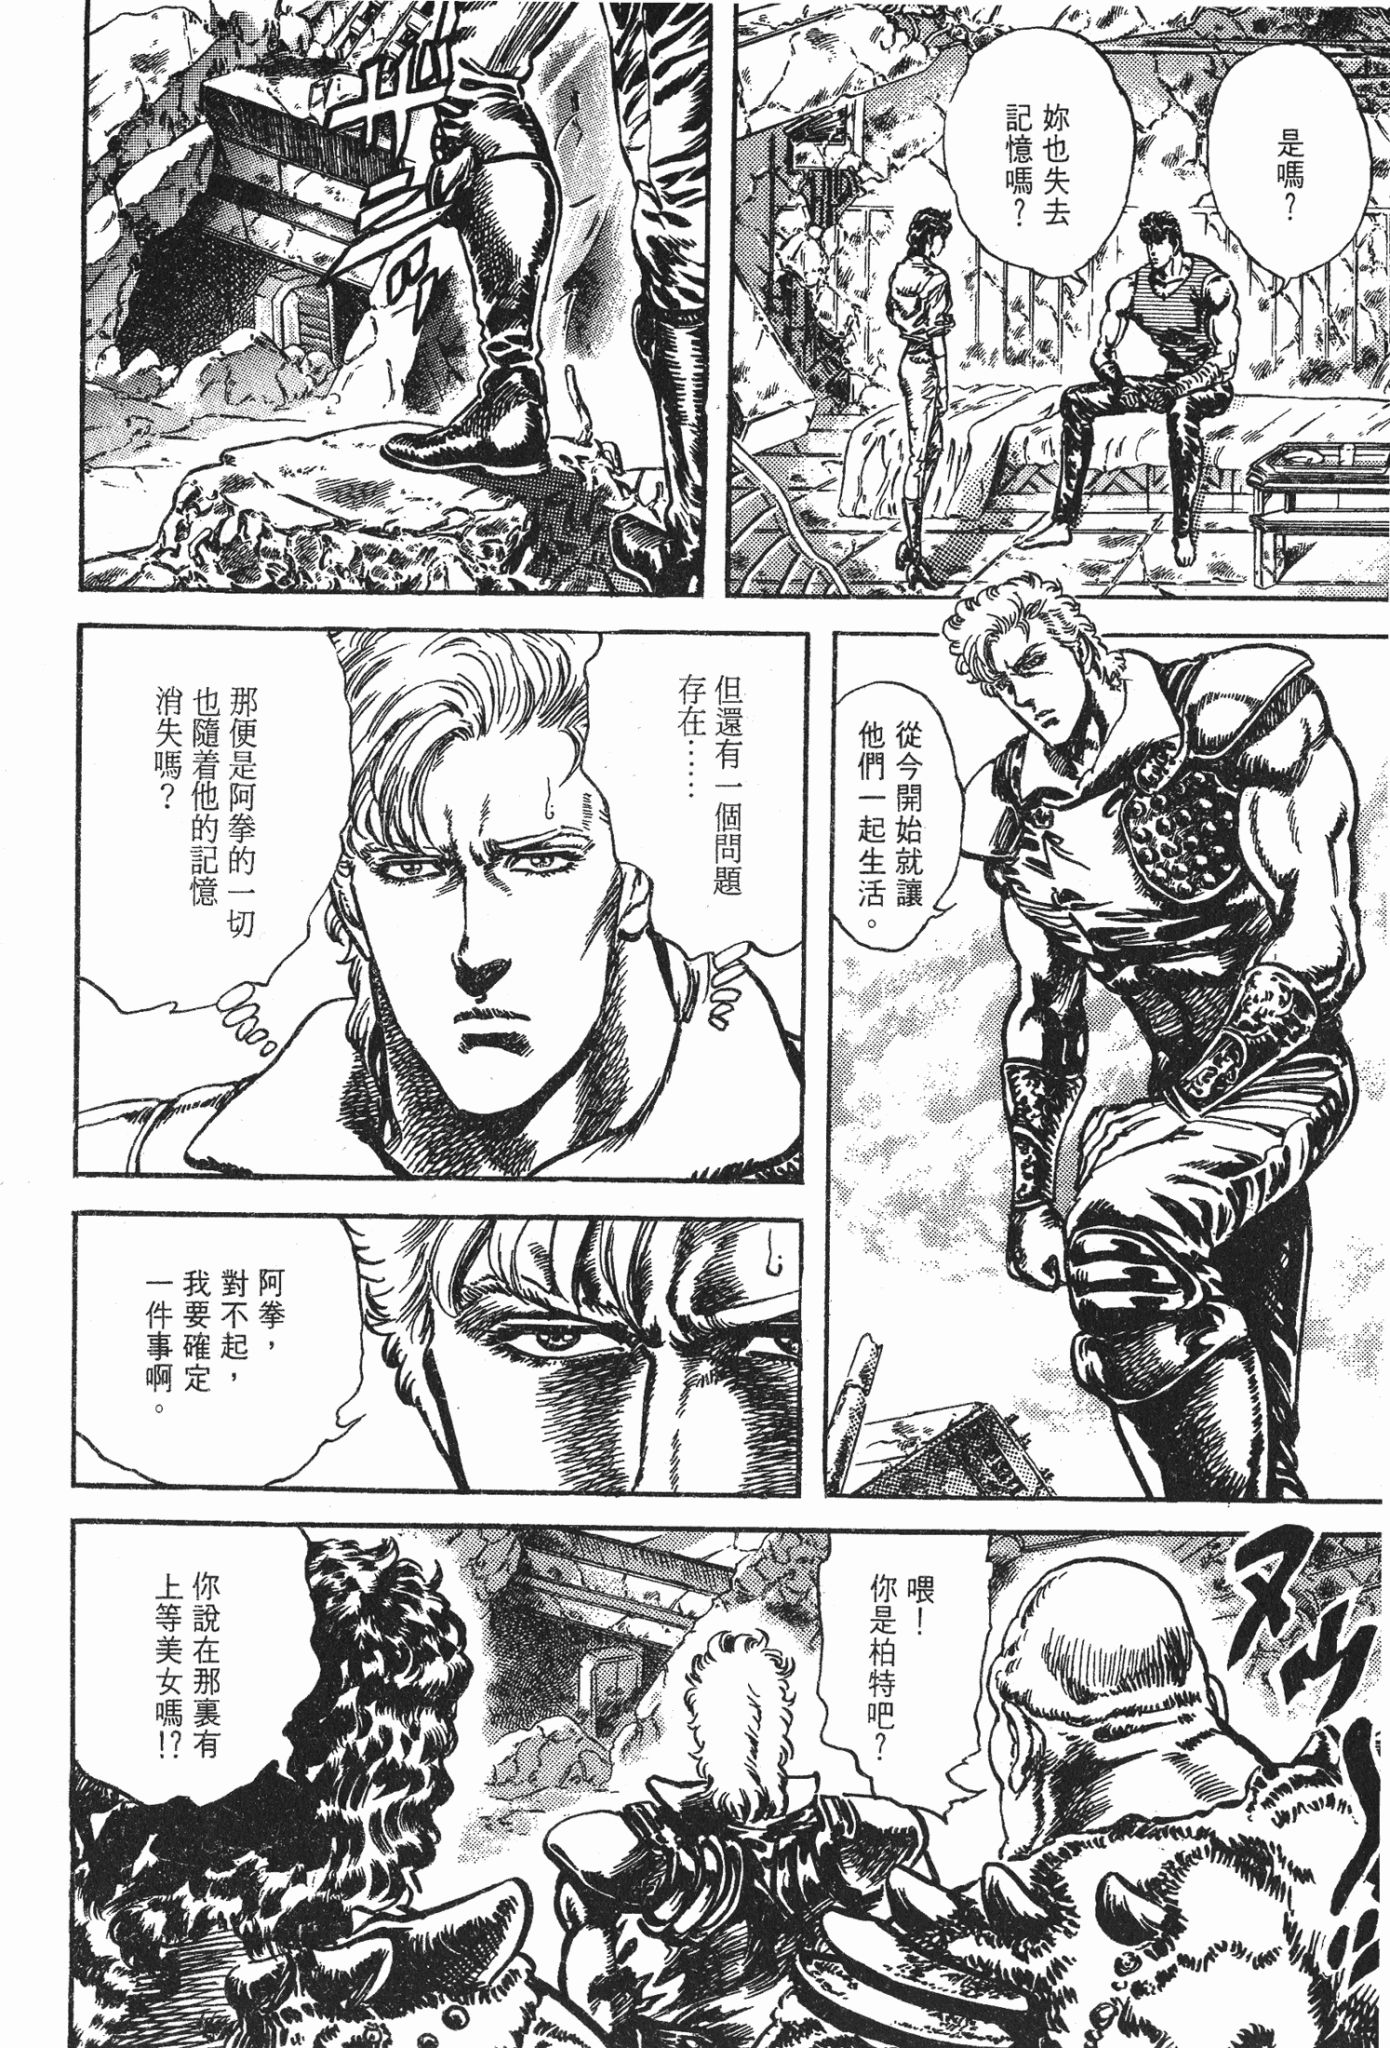 是嗎？
妳也失去
記憶嗎？
ザッ
從今開始就讓
他們一起生活。
但還有一個問題
存在……
那便是阿拳的一切
也隨着他的記憶
消失嗎？
阿拳，
對不起，
我要確定
一件事啊。
ヌッ
喂！
你是柏特吧？
你說在那裏有
上等美女嗎!?